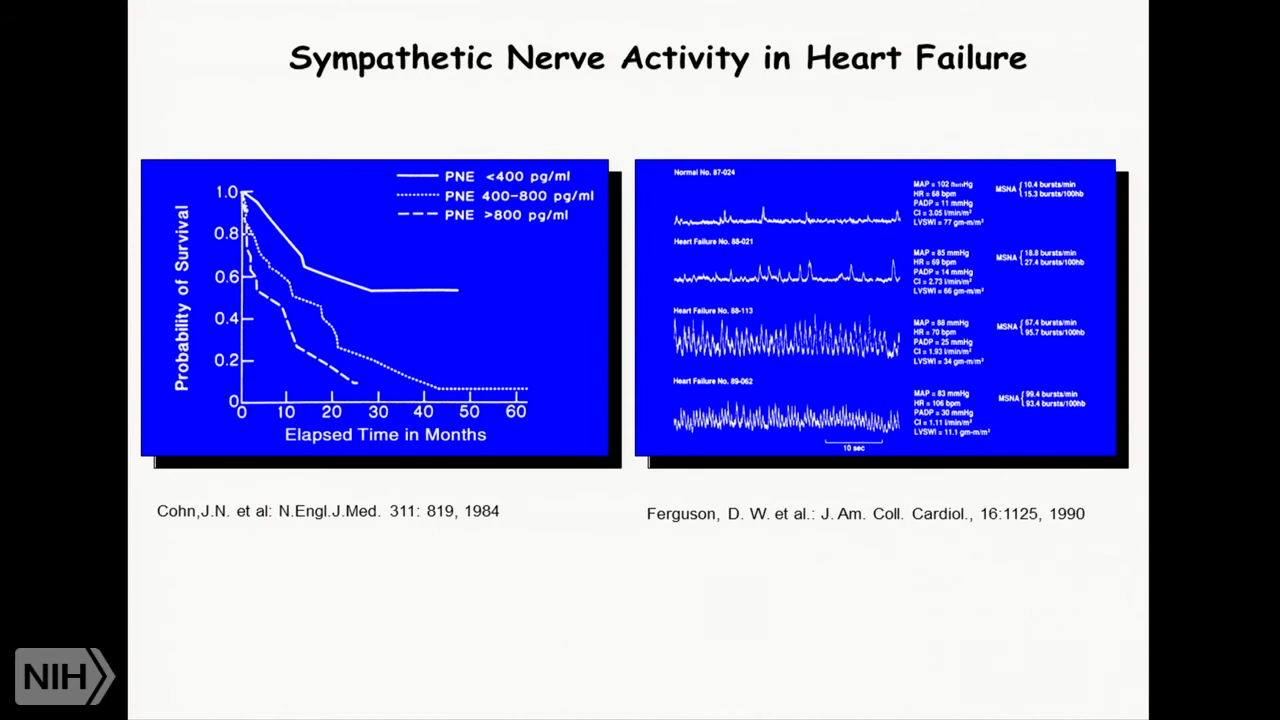 Sympathetic Nerve Activity in Heart Failure
PNE <400 pg/ml
PNE 400-800 pg/ml
PNE >800 pg/ml
Probability of Survival
1.0
0.8
0.6
0.4
0.2
0
0 10 20 30 40 50 60
Elapsed Time in Months
Normal No. 87-024
MAP = 102 mmHg
HR = 68 bpm
PADP = 11 mmHg
CI = 3.05 l/min/m²
LVSWI = 77 gm-m/m²
MSNA { 10.4 bursts/min
15.3 bursts/100hb
Heart Failure No. 88-021
MAP = 85 mmHg
HR = 69 bpm
PADP = 14 mmHg
CI = 2.73 l/min/m²
LVSWI = 66 gm-m/m²
MSNA { 18.8 bursts/min
27.4 bursts/100hb
Heart Failure No. 88-113
MAP = 88 mmHg
HR = 70 bpm
PADP = 25 mmHg
CI = 1.93 l/min/m²
LVSWI = 34 gm-m/m²
MSNA { 67.4 bursts/min
95.7 bursts/100hb
Heart Failure No. 89-062
MAP = 83 mmHg
HR = 106 bpm
PADP = 30 mmHg
CI = 1.11 l/min/m²
LVSWI = 11.1 gm-m/m²
MSNA { 99.4 bursts/min
93.4 bursts/100hb
10 sec
Cohn,J.N. et al: N.Engl.J.Med. 311: 819, 1984
Ferguson, D. W. et al.: J. Am. Coll. Cardiol., 16:1125, 1990
NIH